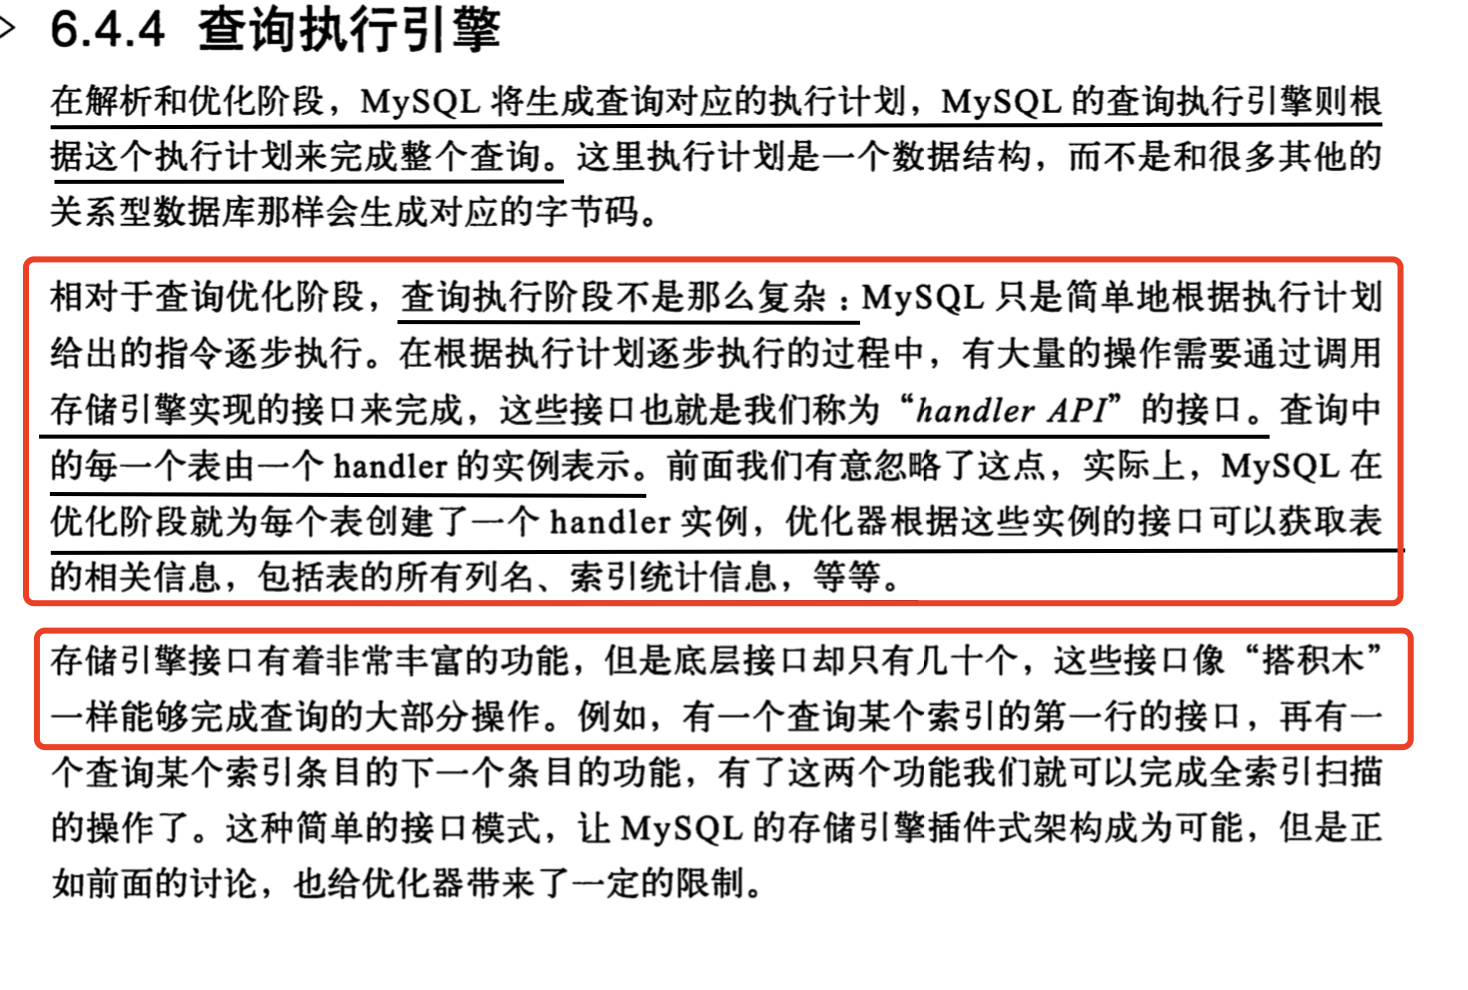 6.4.4 查询执行引擎
在解析和优化阶段，MySQL 将生成查询对应的执行计划，MySQL 的查询执行引擎则根
据这个执行计划来完成整个查询。这里执行计划是一个数据结构，而不是和很多其他的
关系型数据库那样会生成对应的字节码。
相对于查询优化阶段，查询执行阶段不是那么复杂：MySQL 只是简单地根据执行计划
给出的指令逐步执行。在根据执行计划逐步执行的过程中，有大量的操作需要通过调用
存储引擎实现的接口来完成，这些接口也就是我们称为“handler API”的接口。查询中
的每一个表由一个 handler 的实例表示。前面我们有意忽略了这点，实际上，MySQL 在
优化阶段就为每个表创建了一个 handler 实例，优化器根据这些实例的接口可以获取表
的相关信息，包括表的所有列名、索引统计信息，等等。
存储引擎接口有着非常丰富的功能，但是底层接口却只有几十个，这些接口像“搭积木”
一样能够完成查询的大部分操作。例如，有一个查询某个索引的第一行的接口，再有一
个查询某个索引条目的下一个条目的功能，有了这两个功能我们就可以完成全索引扫描
的操作了。这种简单的接口模式，让 MySQL 的存储引擎插件式架构成为可能，但是正
如前面的讨论，也给优化器带来了一定的限制。